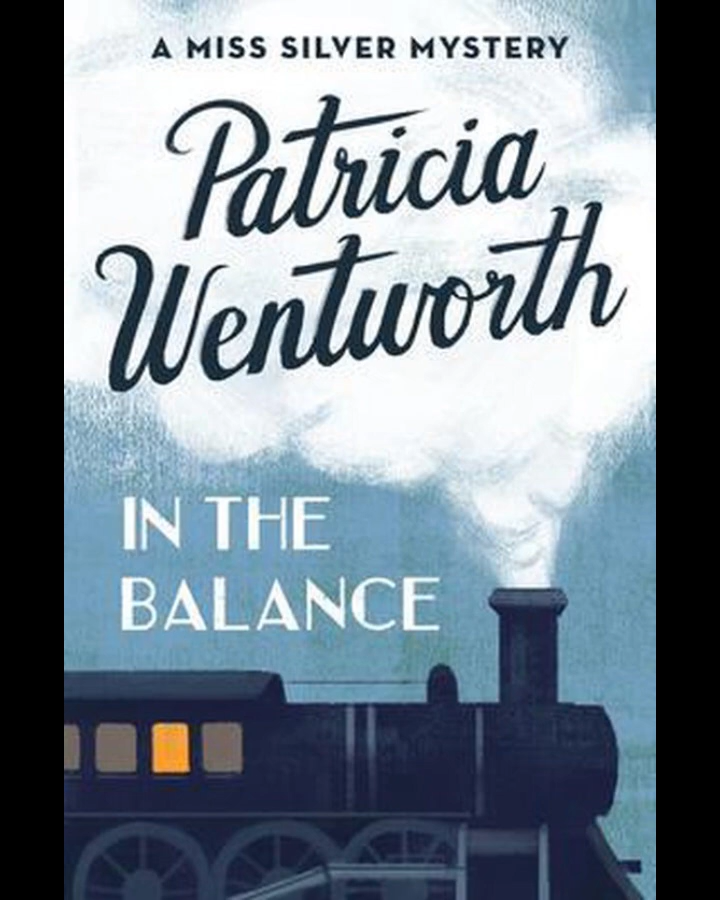 A MISS SILVER MYSTERY
Patricia
Wentworth
IN THE
BALANCE